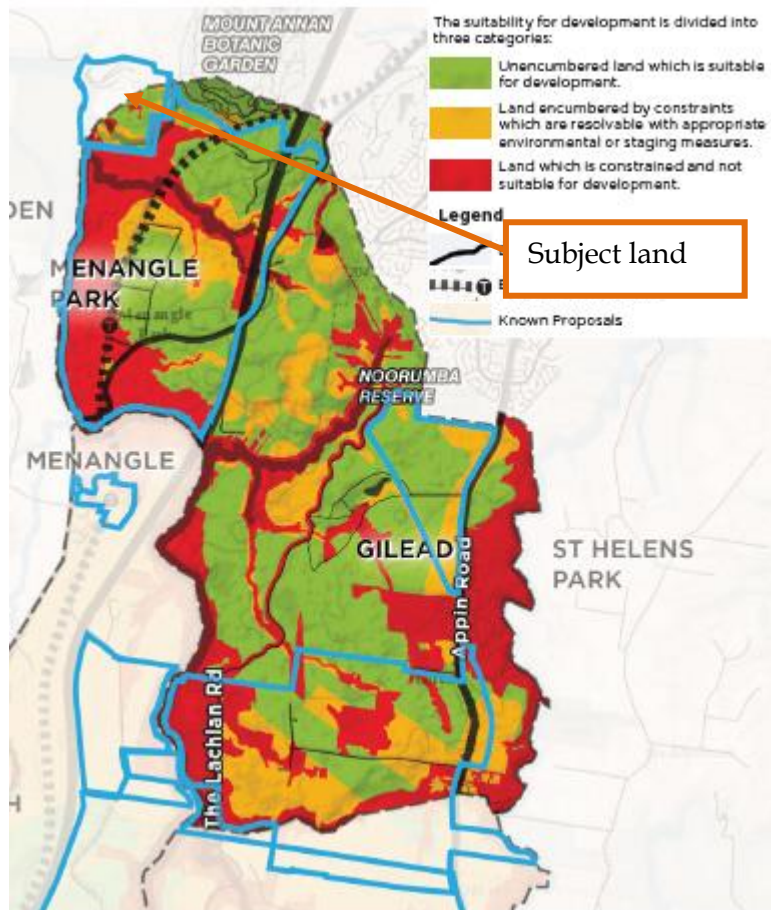 MOUNT ANNAN
BOTANIC
GARDEN
The suitability for development is divided into
three categories:
Unencumbered land which is suitable
for development.
Land encumbered by constraints
which are resolvable with appropriate
environmental or staging measures.
Land which is constrained and not
suitable for development.
Legend
Subject land
T
Known Proposals
DEN
MENANGLE
PARK
T
Menangle
NOORUMBA
RESERVE
MENANGLE
GILEAD
Appin Road
ST HELENS
PARK
The Lachlan Rd
H